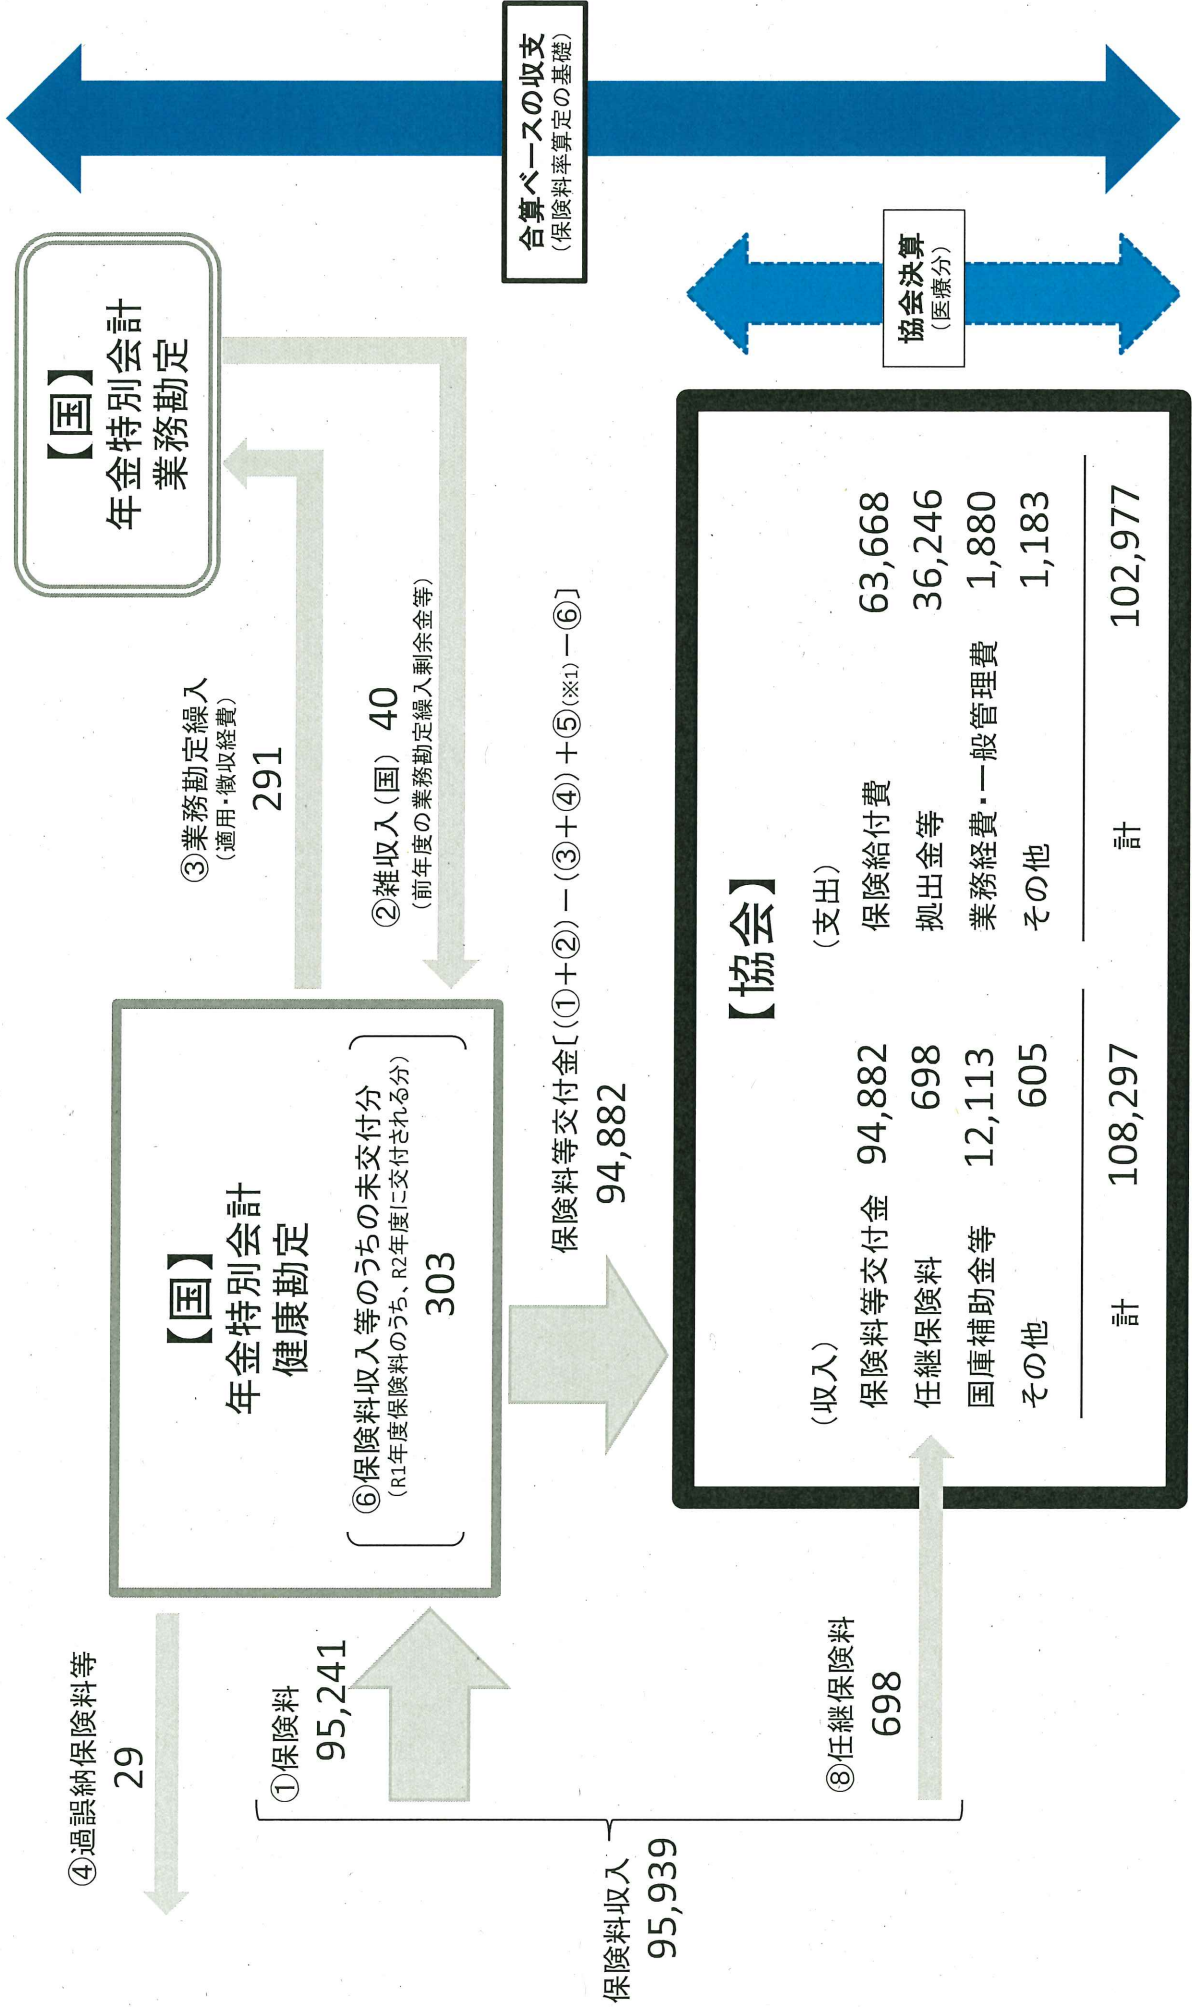 ④過誤納保険料等
29
【国】
年金特別会計
健康勘定
⑥保険料収入等のうちの未交付分
（R1年度保険料のうち、R2年度に交付される分）
303
③業務勘定繰入
（適用・徴収経費）
291
②雑収入（国） 40
（前年度の業務勘定繰入剰余金等）
【国】
年金特別会計
業務勘定
①保険料
95,241
保険料収入
95,939
⑧任継保険料
698
保険料等交付金[（①＋②）－（③＋④）＋⑤（※1）－⑥]
94,882
【協会】
（収入）
保険料等交付金 94,882
任継保険料 698
国庫補助金等 12,113
その他 605
計 108,297
（支出）
保険給付費 63,668
拠出金等 36,246
業務経費・一般管理費 1,880
その他 1,183
計 102,977
合算ベースの収支
（保険料率算定の基礎）
協会決算
（医療分）